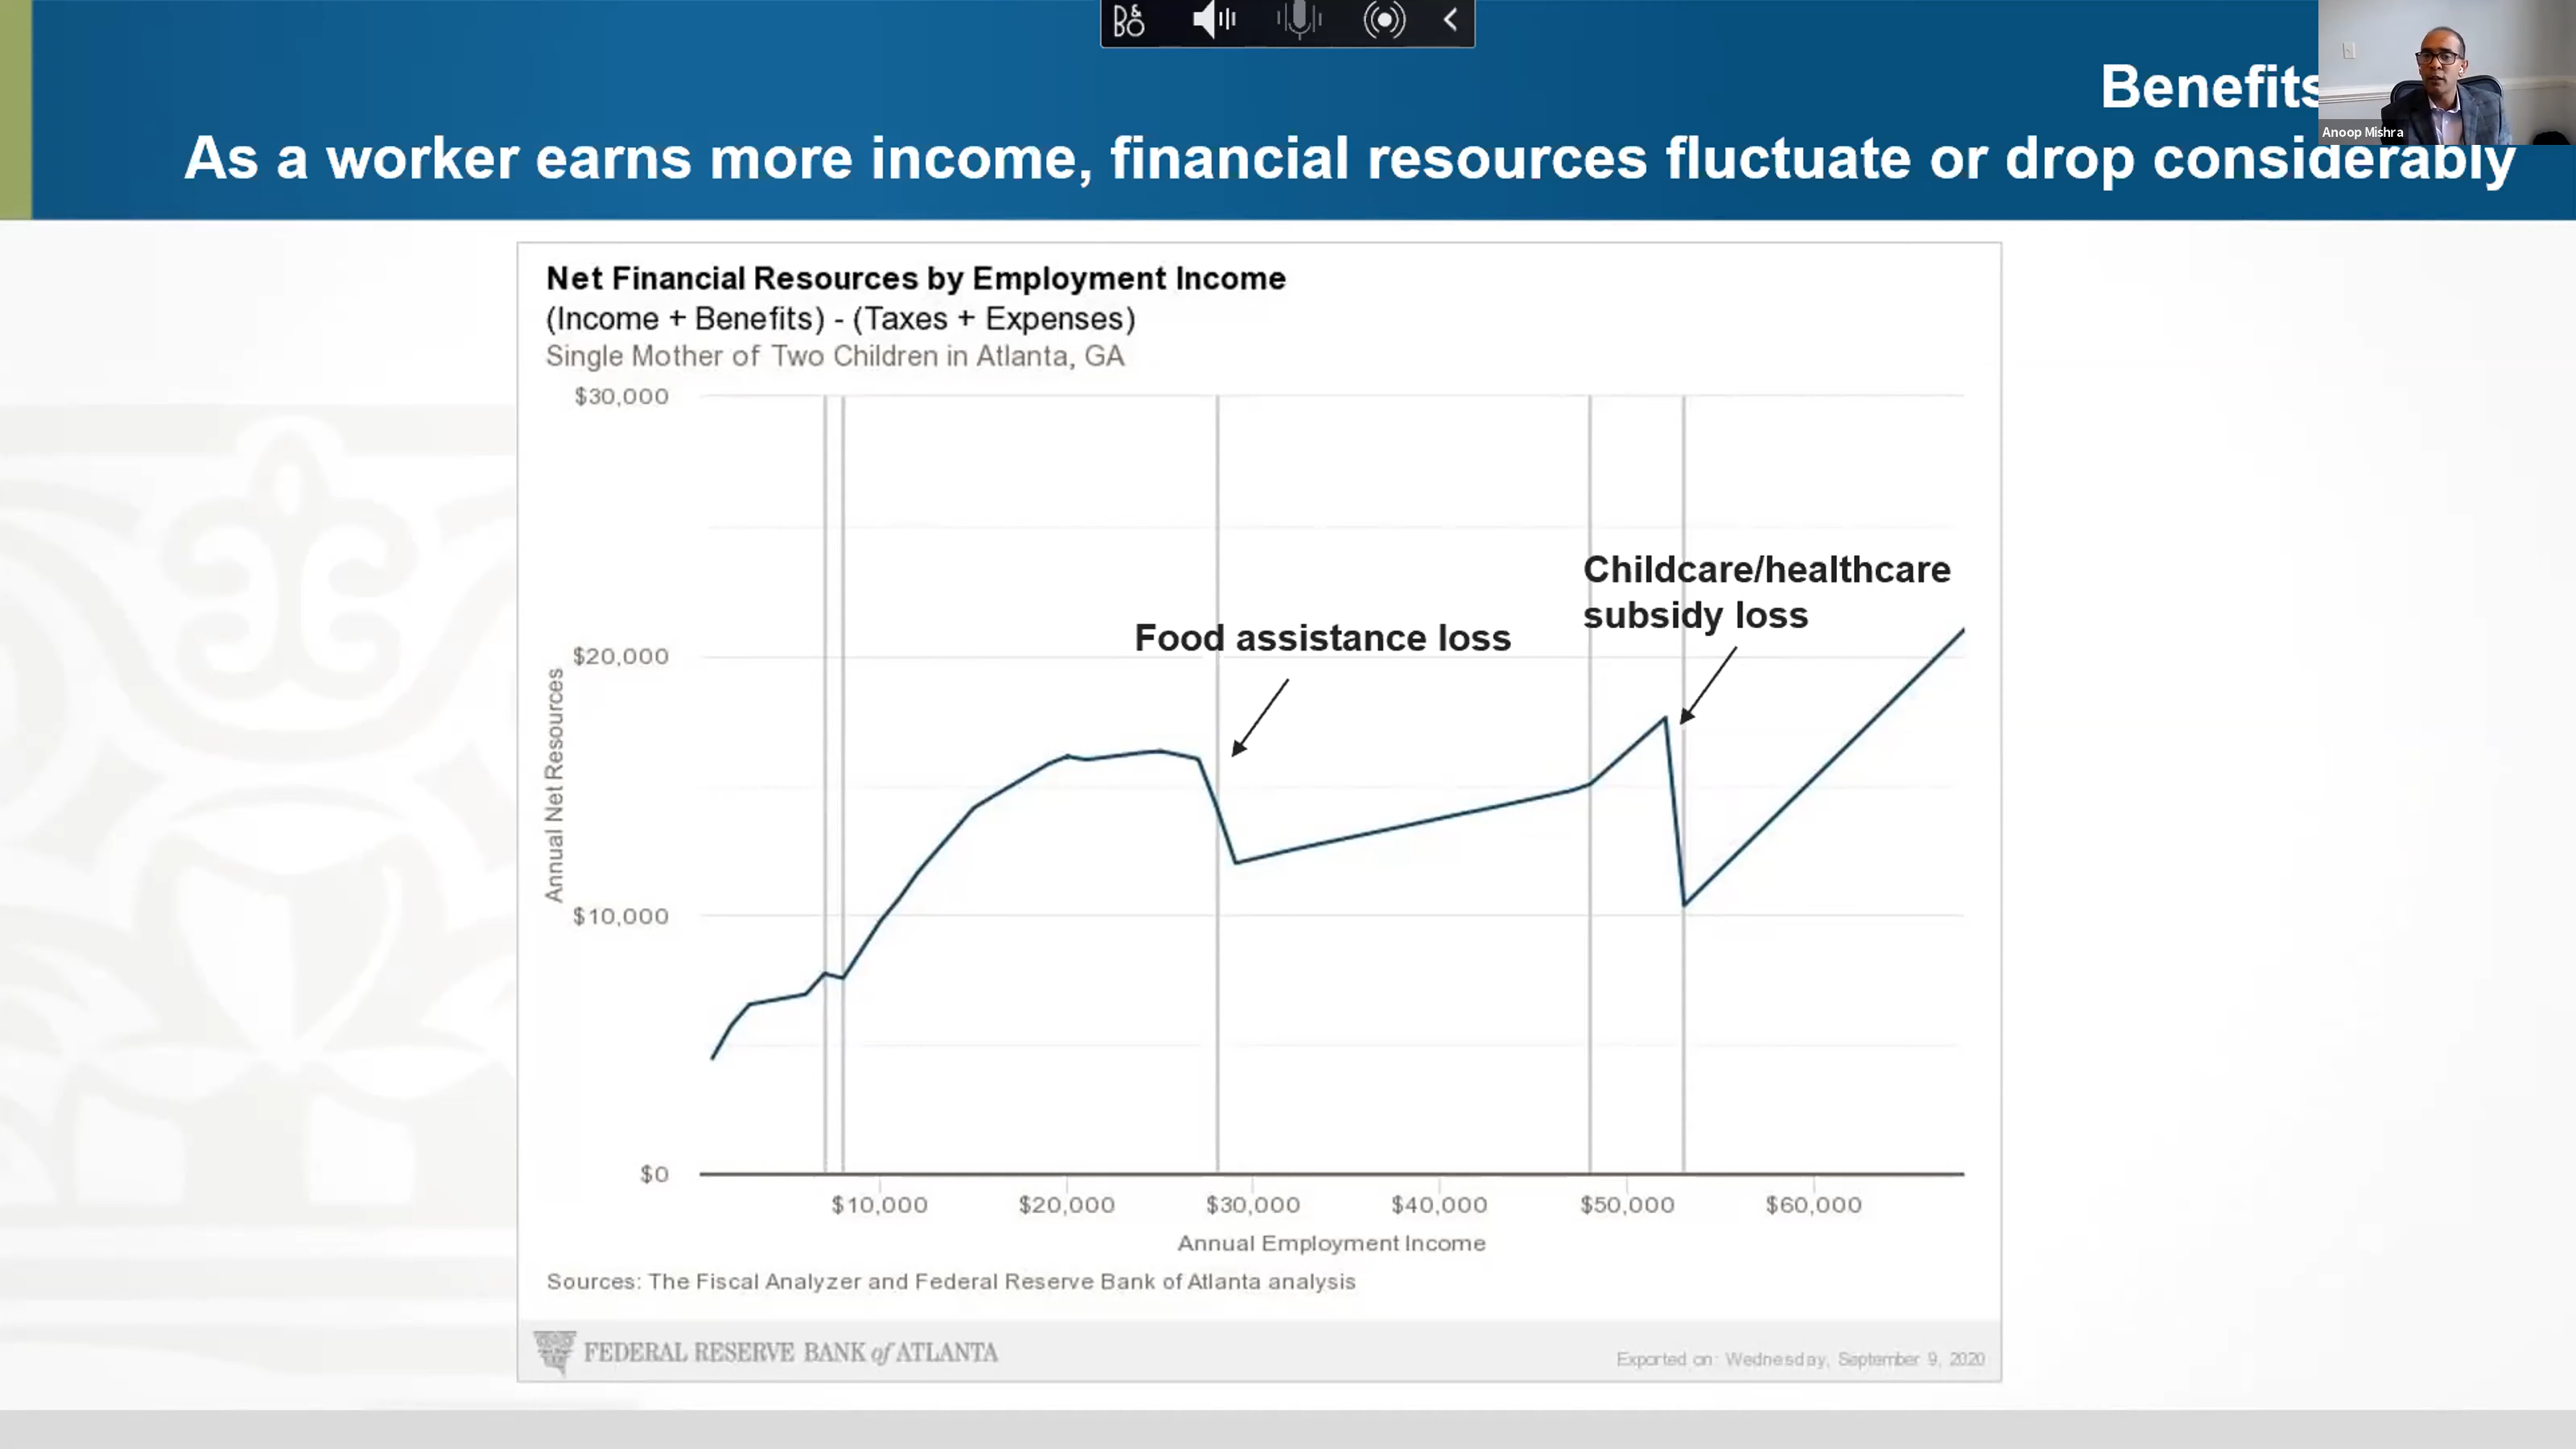 B&O
Benefits
Anoop Mishra
As a worker earns more income, financial resources fluctuate or drop considerably
Net Financial Resources by Employment Income
(Income + Benefits) - (Taxes + Expenses)
Single Mother of Two Children in Atlanta, GA
$30,000
Childcare/healthcare
subsidy loss
Food assistance loss
$20,000
Annual Net Resources
$10,000
$0
$10,000 $20,000 $30,000 $40,000 $50,000 $60,000
Annual Employment Income
Sources: The Fiscal Analyzer and Federal Reserve Bank of Atlanta analysis
FEDERAL RESERVE BANK of ATLANTA
Exported on: Wednesday, September 9, 2020